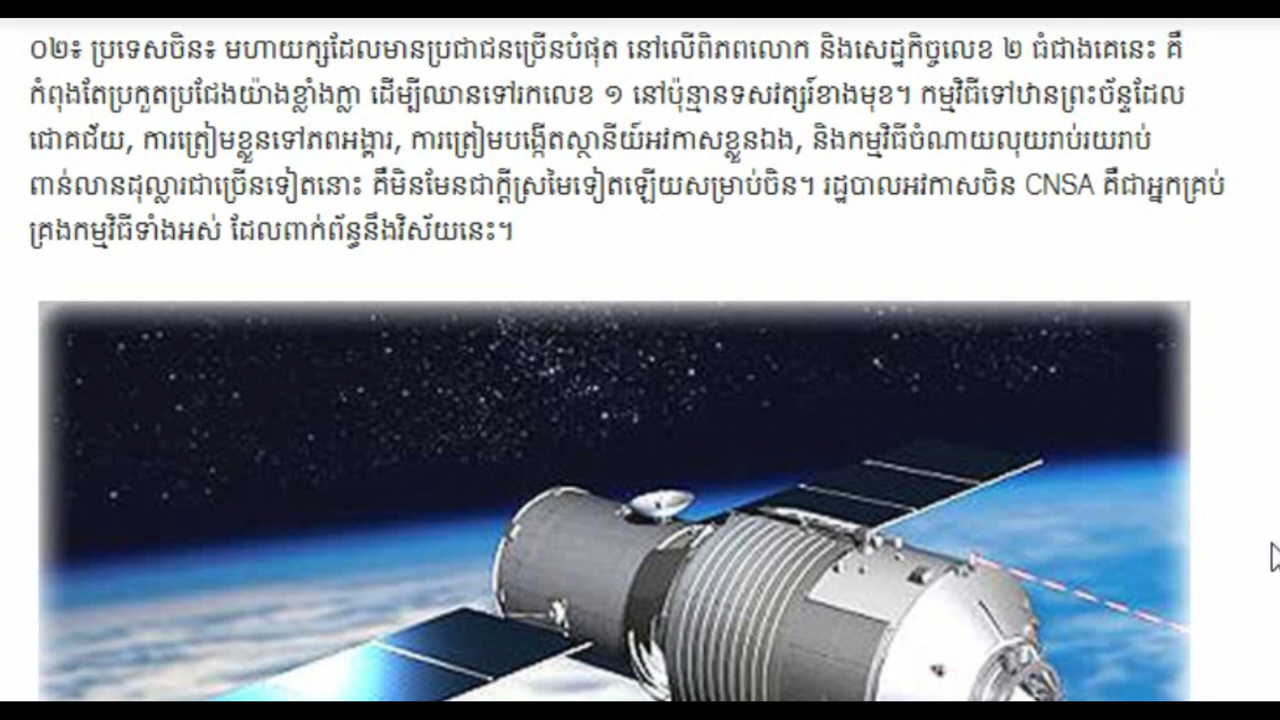 ០២៖ ប្រទេសចិន៖ មហាយក្សដែលមានប្រជាជនច្រើនបំផុត នៅលើពិភពលោក និងសេដ្ឋកិច្ចលេខ ២ ធំជាងគេនេះ គឺ
កំពុងតែប្រកួតប្រជែងយ៉ាងខ្លាំងក្លា ដើម្បីឈានទៅរកលេខ ១ នៅប៉ុន្មានទសវត្សរ៍ខាងមុខ។ កម្មវិធីទៅឋានព្រះច័ន្ទដែល
ជោគជ័យ, ការត្រៀមខ្លួនទៅភពអង្គារ, ការត្រៀមបង្កើតស្ថានីយ៍អវកាសខ្លួនឯង, និងកម្មវិធីចំណាយលុយរាប់រយរាប់
ពាន់លានដុល្លារជាច្រើនទៀតនោះ គឺមិនមែនជាក្តីស្រមៃទៀតឡើយសម្រាប់ចិន។ រដ្ឋបាលអវកាសចិន CNSA គឺជាអ្នកគ្រប់
គ្រងកម្មវិធីទាំងអស់ ដែលពាក់ព័ន្ធនឹងវិស័យនេះ។